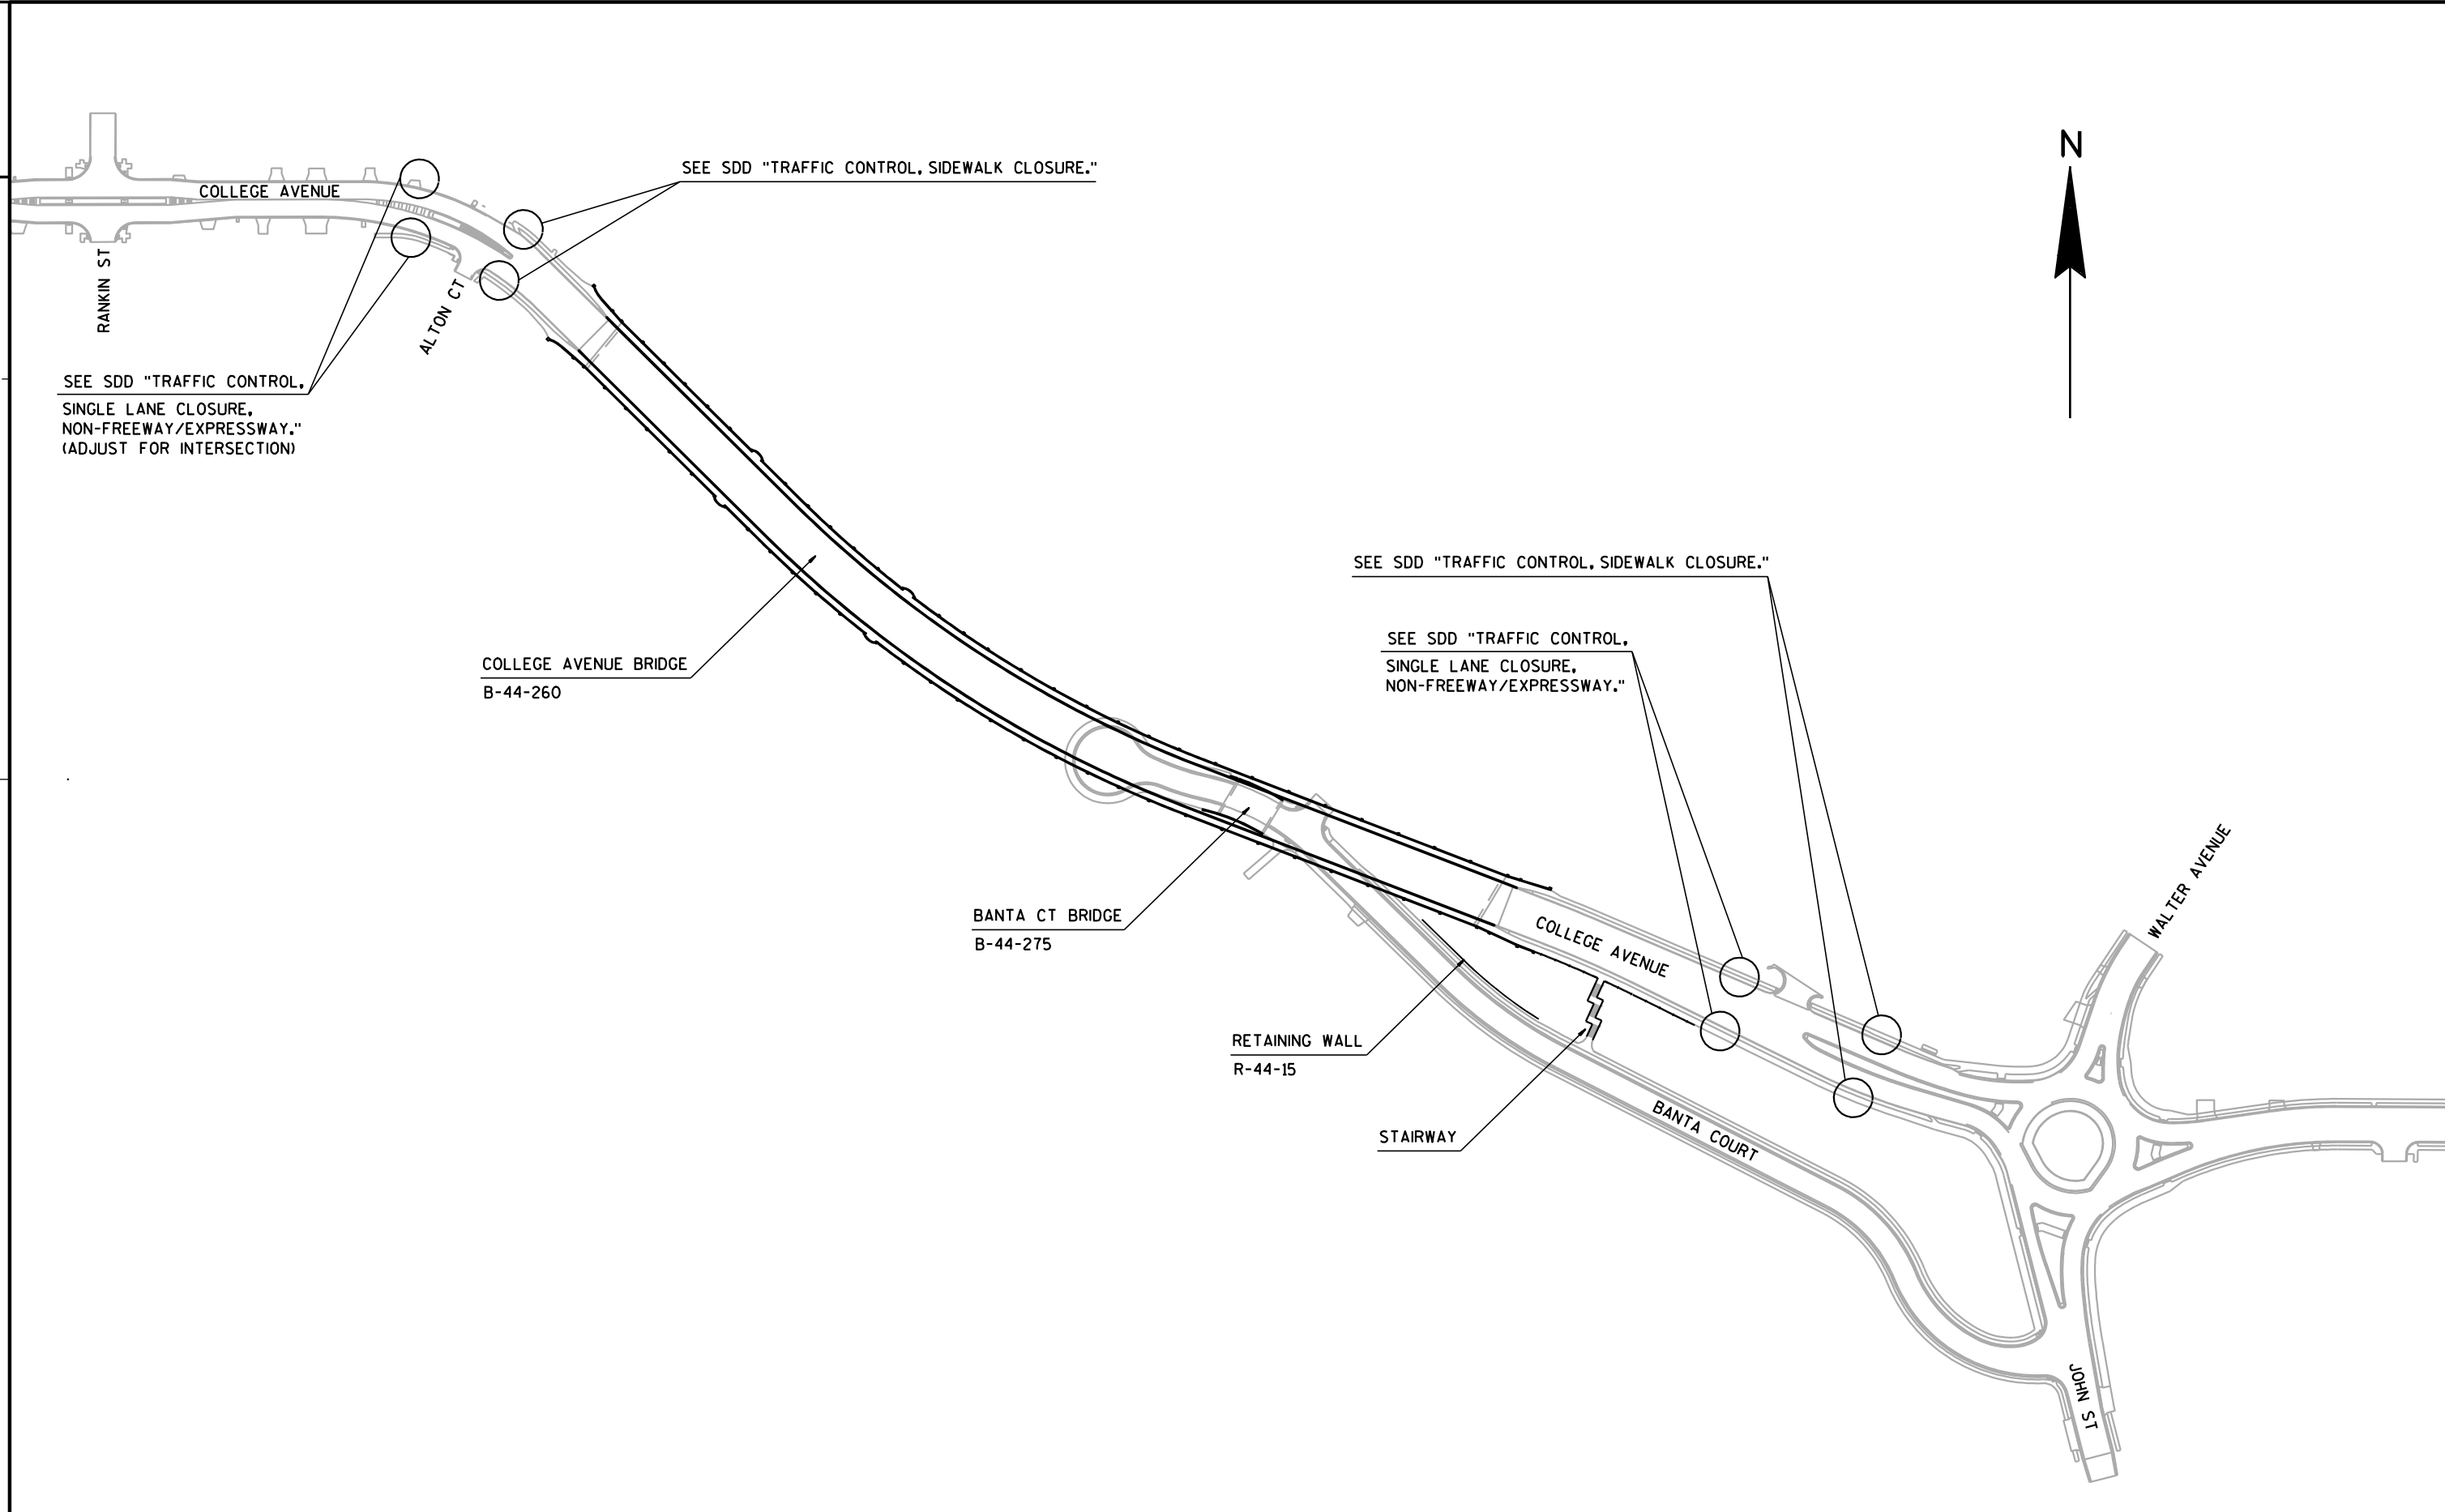 N
SEE SDD "TRAFFIC CONTROL, SIDEWALK CLOSURE."
COLLEGE AVENUE
RANKIN ST
ALTON CT
SEE SDD "TRAFFIC CONTROL,
SINGLE LANE CLOSURE,
NON-FREEWAY/EXPRESSWAY."
(ADJUST FOR INTERSECTION)
SEE SDD "TRAFFIC CONTROL, SIDEWALK CLOSURE."
SEE SDD "TRAFFIC CONTROL,
SINGLE LANE CLOSURE,
NON-FREEWAY/EXPRESSWAY."
COLLEGE AVENUE BRIDGE
B-44-260
WALTER AVENUE
BANTA CT BRIDGE
B-44-275
COLLEGE AVENUE
RETAINING WALL
R-44-15
STAIRWAY
BANTA COURT
JOHN ST